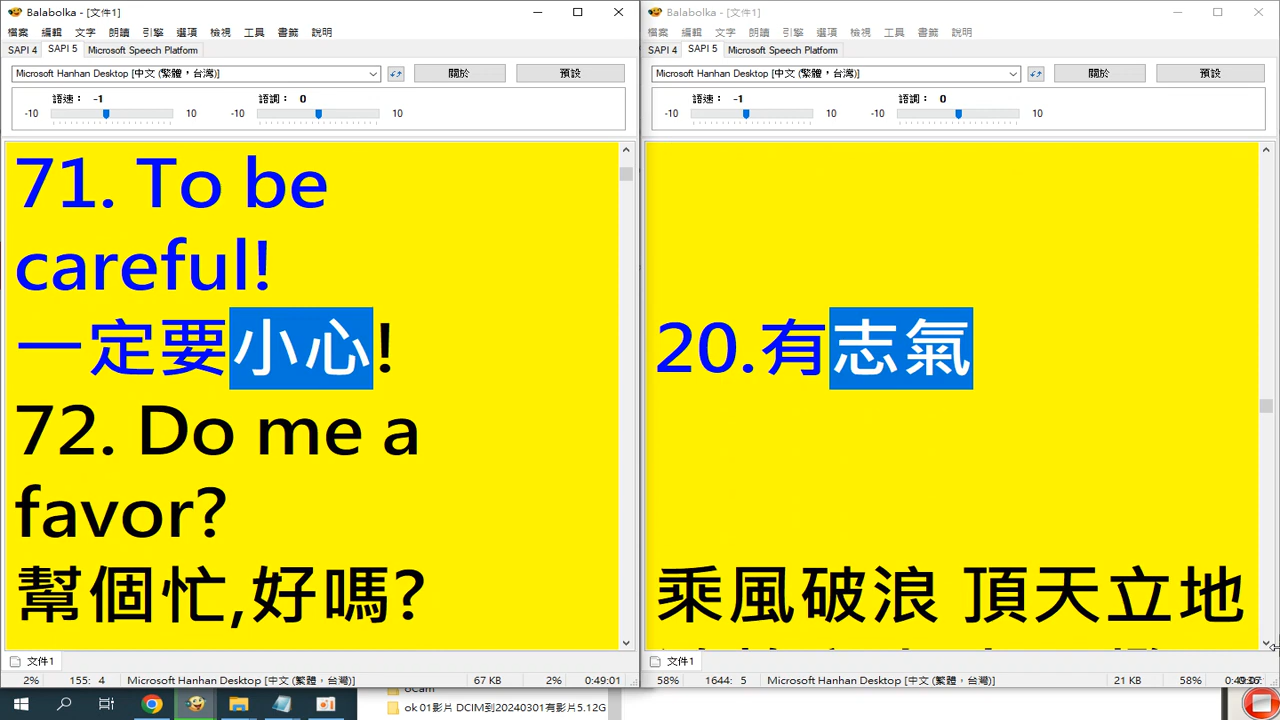 Balabolka - [文件1]
檔案 編輯 文字 朗讀 引擎 選項 檢視 工具 書籤 說明
SAPI 4 SAPI 5 Microsoft Speech Platform
Microsoft Hanhan Desktop [中文 (繁體，台灣)]
關於 預設
語速： -1 語調： 0
-10 10 -10 10
71. To be
careful!
一定要小心!
72. Do me a
favor?
幫個忙,好嗎?
文件1
2% 155: 4 Microsoft Hanhan Desktop [中文 (繁體，台灣)] 67 KB 2% 0:49:01
Balabolka - [文件1]
檔案 編輯 文字 朗讀 引擎 選項 檢視 工具 書籤 說明
SAPI 4 SAPI 5 Microsoft Speech Platform
Microsoft Hanhan Desktop [中文 (繁體，台灣)]
關於 預設
語速： -1 語調： 0
-10 10 -10 10
20.有志氣
乘風破浪 頂天立地
文件1
58% 1644: 5 Microsoft Hanhan Desktop [中文 (繁體，台灣)] 21 KB 58%
oCam
ok 01影片 DCIM到20240301有影片5.12G